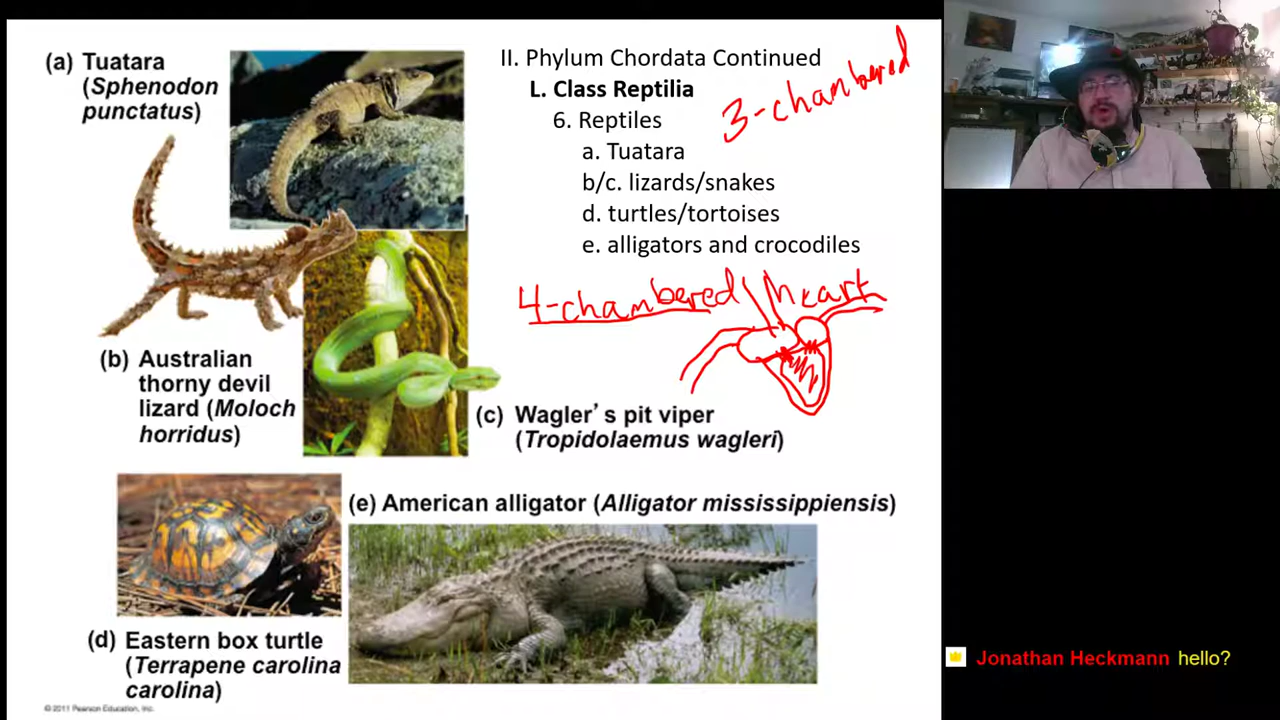 (a) Tuatara
(Sphenodon
punctatus)
II. Phylum Chordata Continued
L. Class Reptilia
6. Reptiles
a. Tuatara
b/c. lizards/snakes
d. turtles/tortoises
e. alligators and crocodiles
3-chambered
4-chambered heart
(b) Australian
thorny devil
lizard (Moloch
horridus)
(c) Wagler’s pit viper
(Tropidolaemus wagleri)
(d) Eastern box turtle
(Terrapene carolina
carolina)
(e) American alligator (Alligator mississippiensis)
© 2011 Pearson Education, Inc.
Jonathan Heckmann hello?